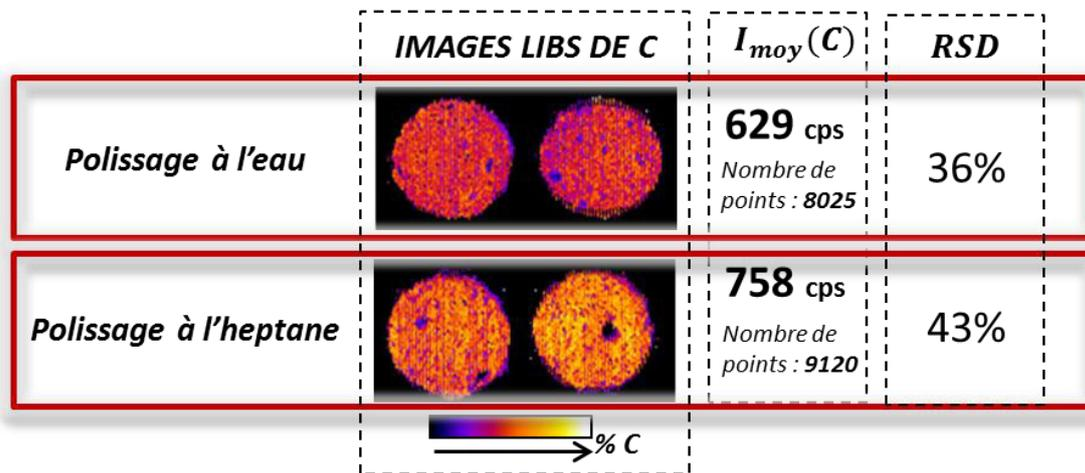 IMAGES LIBS DE C
I_moy(C)
RSD
Polissage à l'eau
629 cps
Nombre de
points : 8025
36%
Polissage à l'heptane
758 cps
Nombre de
points : 9120
43%
% C